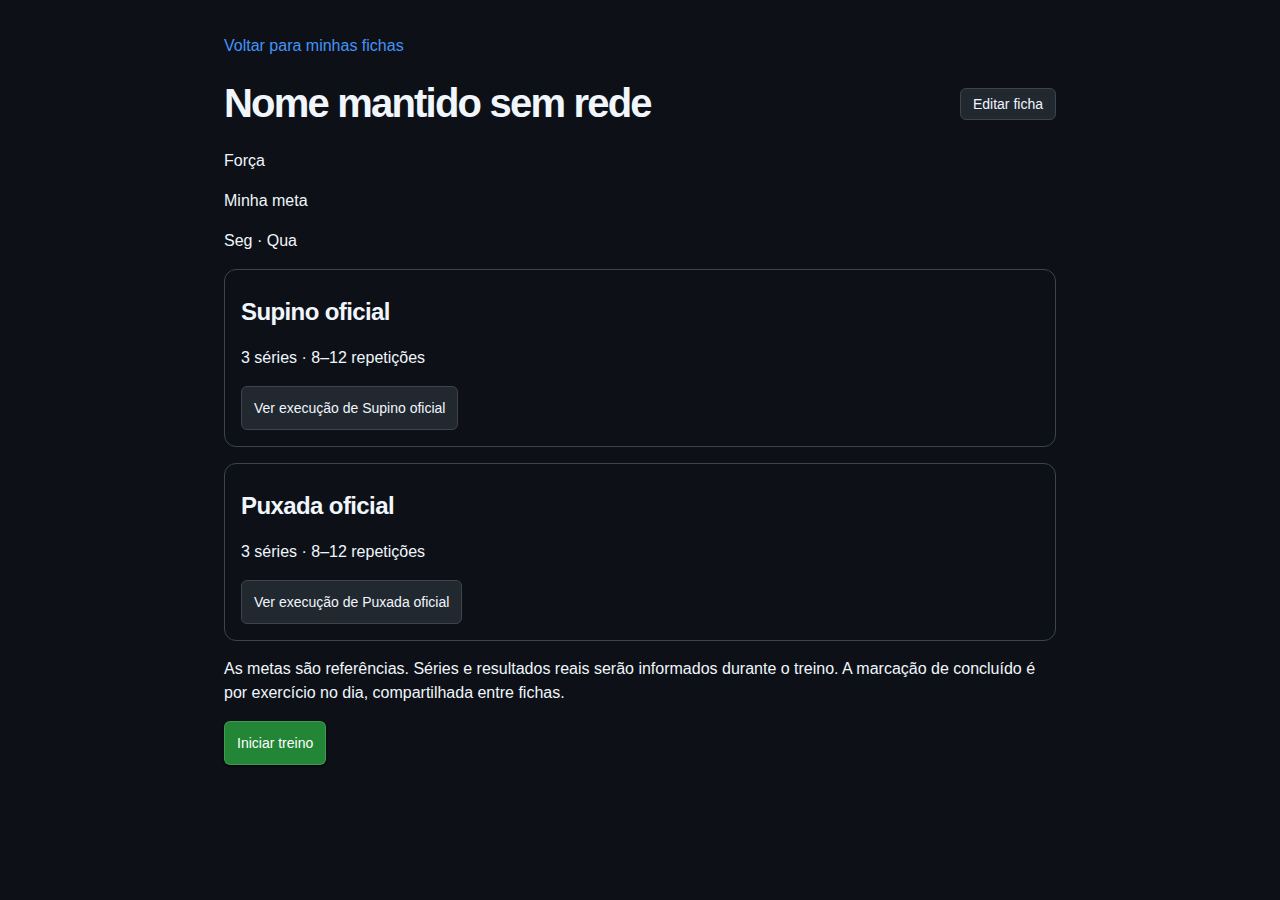 Voltar para minhas fichas
Nome mantido sem rede
Editar ficha
Força
Minha meta
Seg · Qua
Supino oficial
3 séries · 8–12 repetições
Ver execução de Supino oficial
Puxada oficial
3 séries · 8–12 repetições
Ver execução de Puxada oficial
As metas são referências. Séries e resultados reais serão informados durante o treino. A marcação de concluído é
por exercício no dia, compartilhada entre fichas.
Iniciar treino